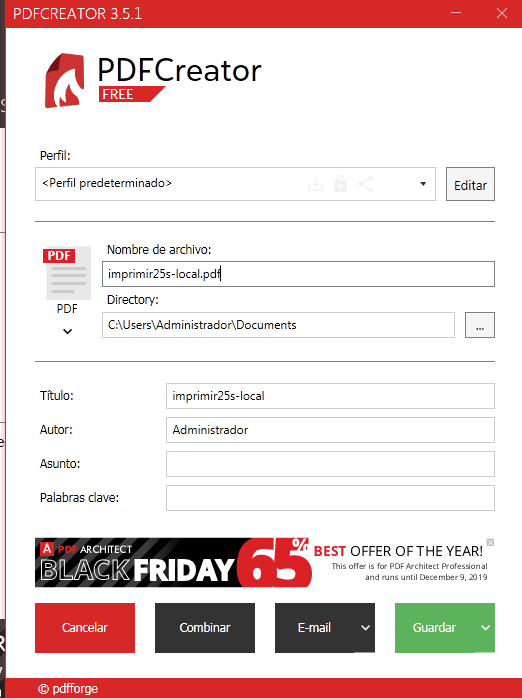 PDFCREATOR 3.5.1
PDFCreator
FREE
Perfil:
<Perfil predeterminado>
Editar
PDF
PDF
Nombre de archivo:
imprimir25s-local.pdf
Directory:
C:\Users\Administrador\Documents
...
Título:
imprimir25s-local
Autor:
Administrador
Asunto:
Palabras clave:
A PDF ARCHITECT
BLACK FRIDAY
65%
BEST OFFER OF THE YEAR!
This offer is for PDF Architect Professional
and runs until December 9, 2019
Cancelar
Combinar
E-mail
Guardar
© pdfforge